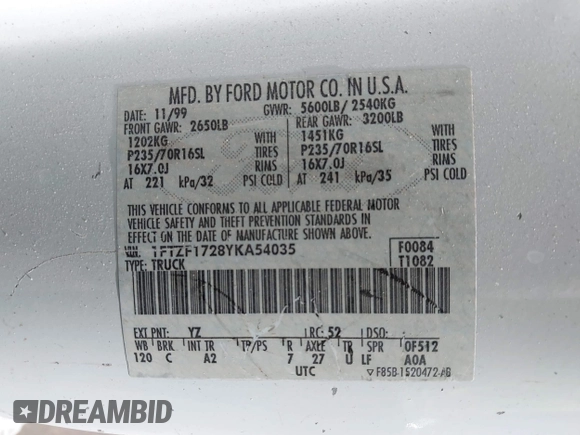 MFD. BY FORD MOTOR CO. IN U.S.A.
DATE: 11/99 GVWR: 5600LB/ 2540KG
FRONT GAWR: 2650LB REAR GAWR: 3200LB
1202KG WITH 1451KG WITH
P235/70R16SL TIRES P235/70R16SL TIRES
16X7.0J RIMS 16X7.0J RIMS
AT 221 kPa/32 PSI COLD AT 241 kPa/35 PSI COLD
THIS VEHICLE CONFORMS TO ALL APPLICABLE FEDERAL MOTOR
VEHICLE SAFETY AND THEFT PREVENTION STANDARDS IN
EFFECT ON THE DATE OF MANUFACTURE SHOWN ABOVE.
1FTZF1728YKA54035 F0084
TYPE: TRUCK T1082
EXT PNT: YZ RC: 52 DSO:
WB BRK INT TR TP/PS R AXLE TR SPR 0F512
120 C A2 7 27 U LF A0A
UTC F85B-1520472-AB
DREAMBID